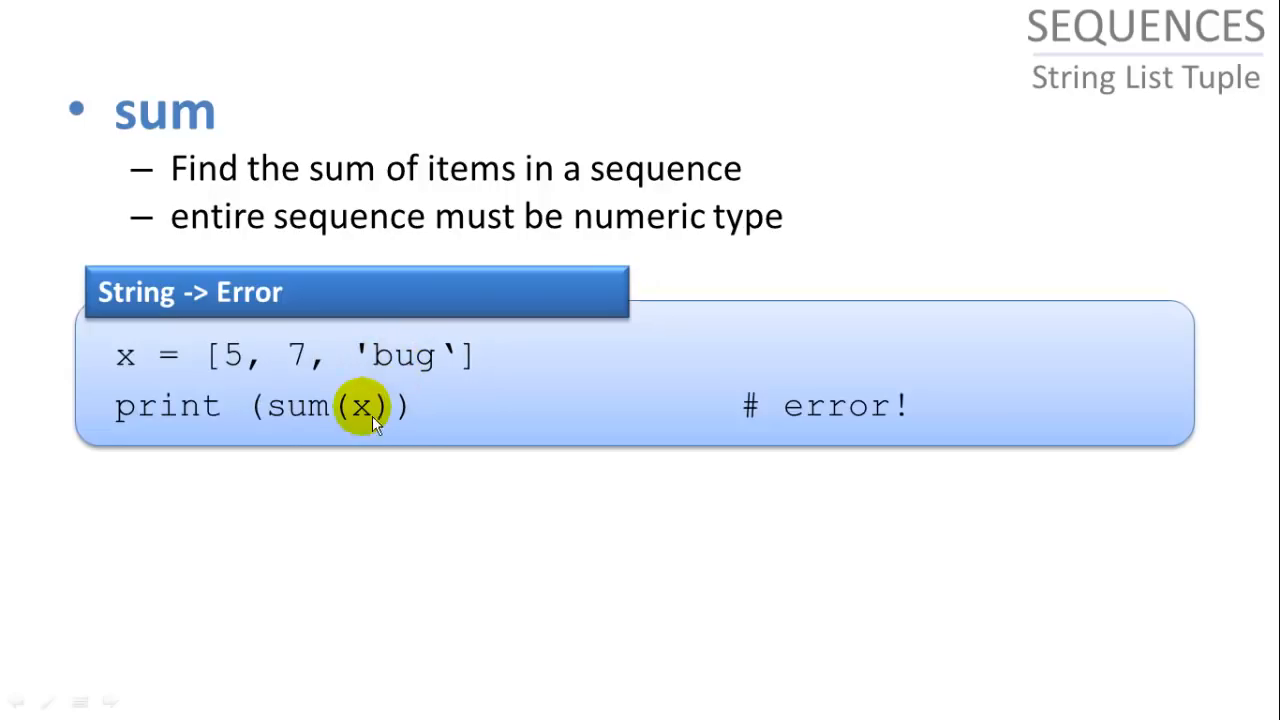 SEQUENCES
String List Tuple
• sum
– Find the sum of items in a sequence
– entire sequence must be numeric type
String -> Error
x = [5, 7, 'bug‘]
print (sum(x)) # error!